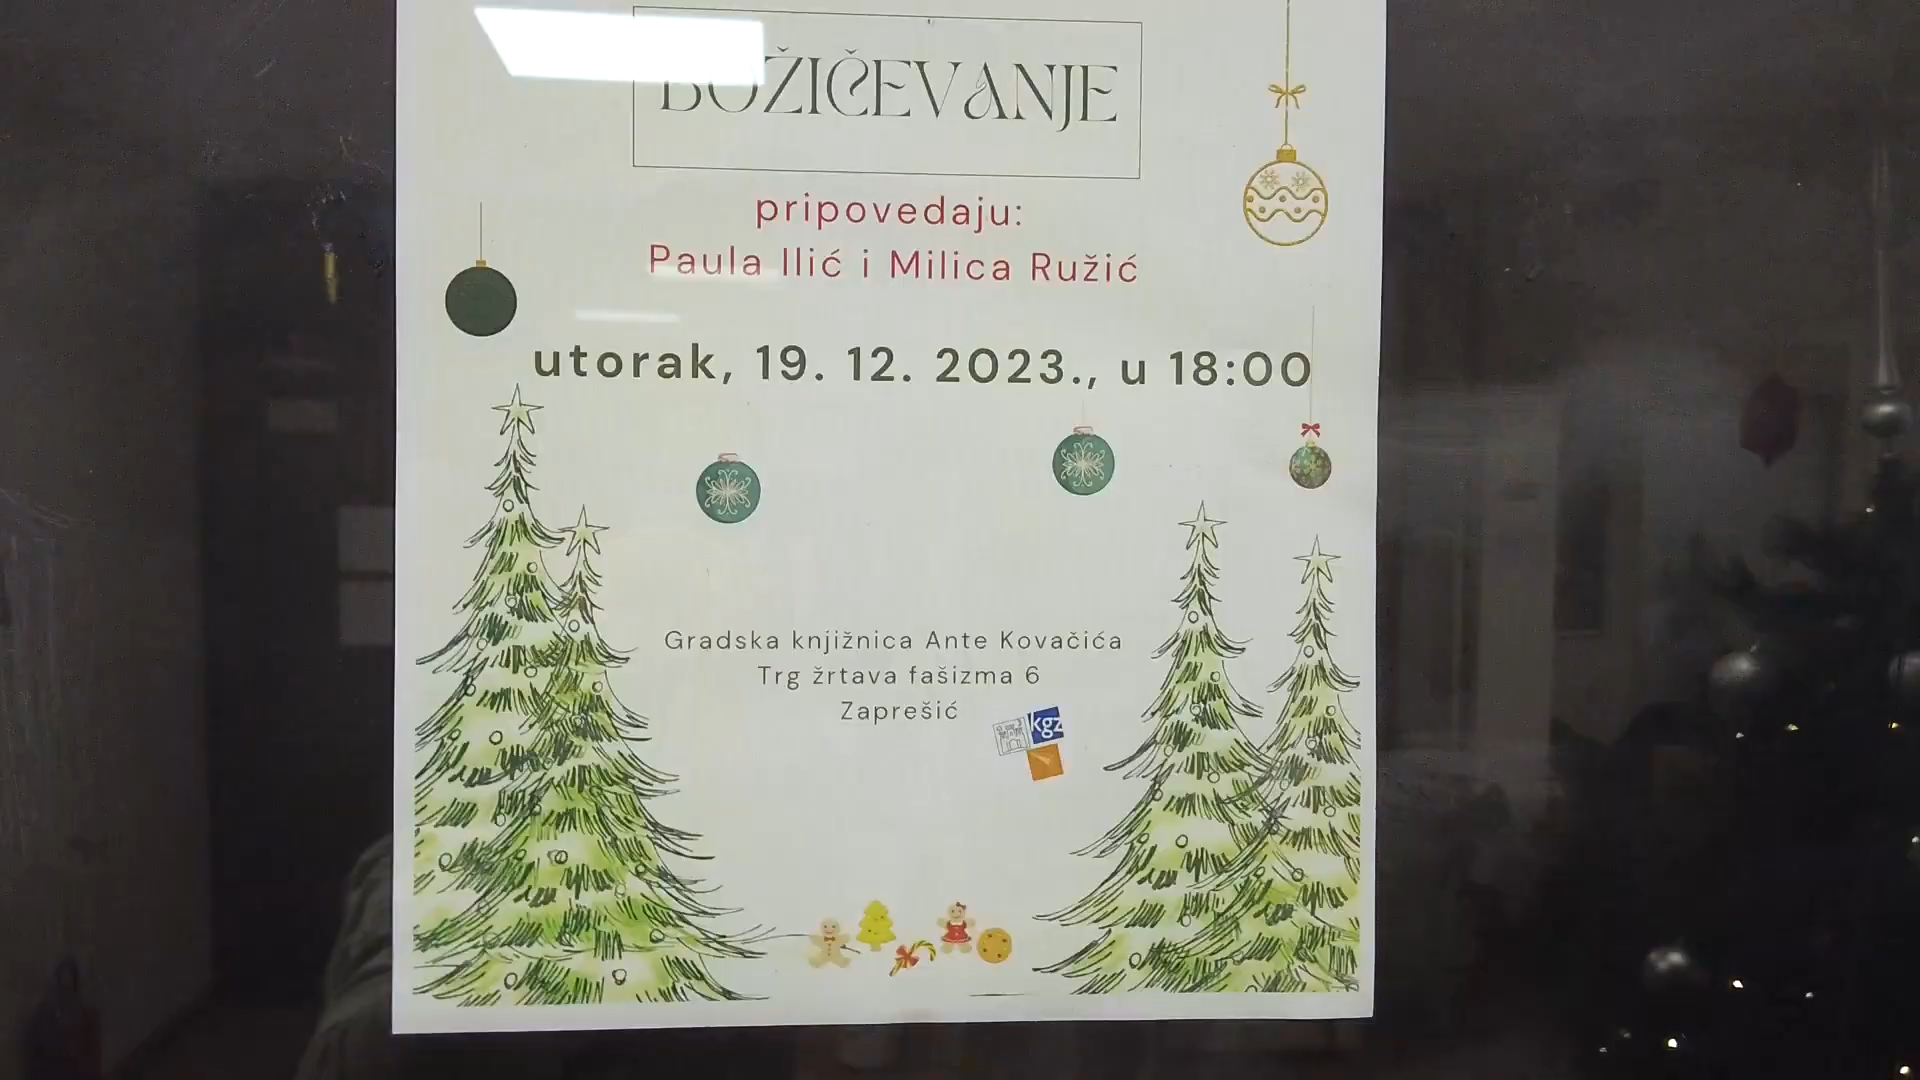 BOŽIČEVANJE
pripovedaju:
Paula Ilić i Milica Ružić
utorak, 19. 12. 2023., u 18:00
Gradska knjižnica Ante Kovačića
Trg žrtava fašizma 6
Zaprešić
kgz